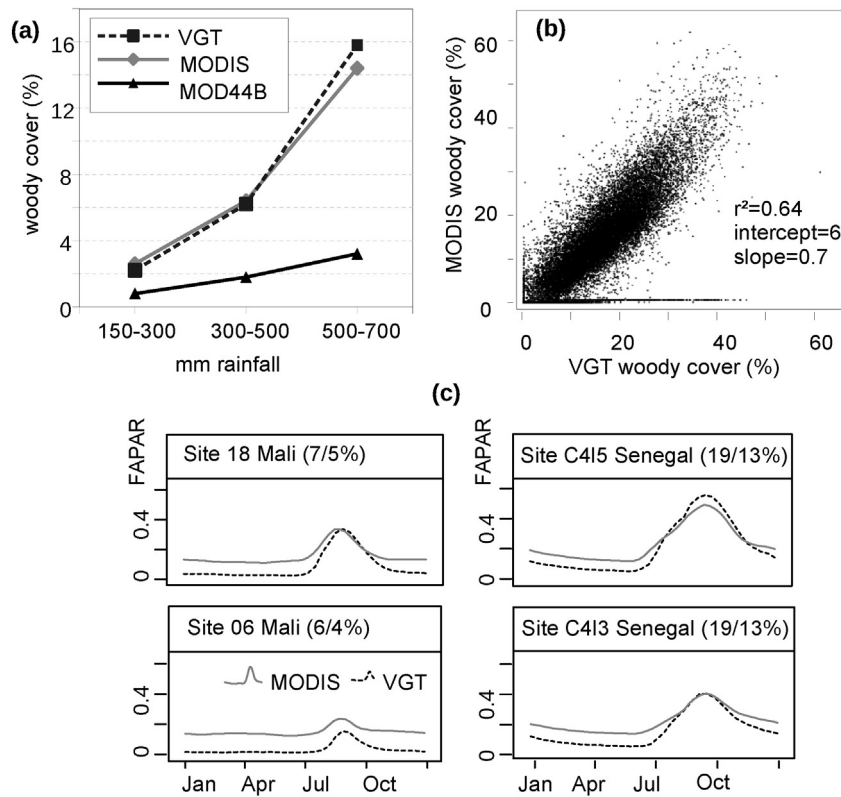 (a)
VGT
MODIS
MOD44B
woody cover (%)
16
12
8
4
0
150-300 300-500 500-700
mm rainfall
(b)
MODIS woody cover (%)
60
40
20
0
r²=0.64
intercept=6
slope=0.7
0 20 40 60
VGT woody cover (%)
(c)
FAPAR
Site 18 Mali (7/5%)
0.4
0
FAPAR
Site C4I5 Senegal (19/13%)
0.4
0
Site 06 Mali (6/4%)
MODIS VGT
0.4
0
Jan Apr Jul Oct
Site C4I3 Senegal (19/13%)
0.4
0
Jan Apr Jul Oct